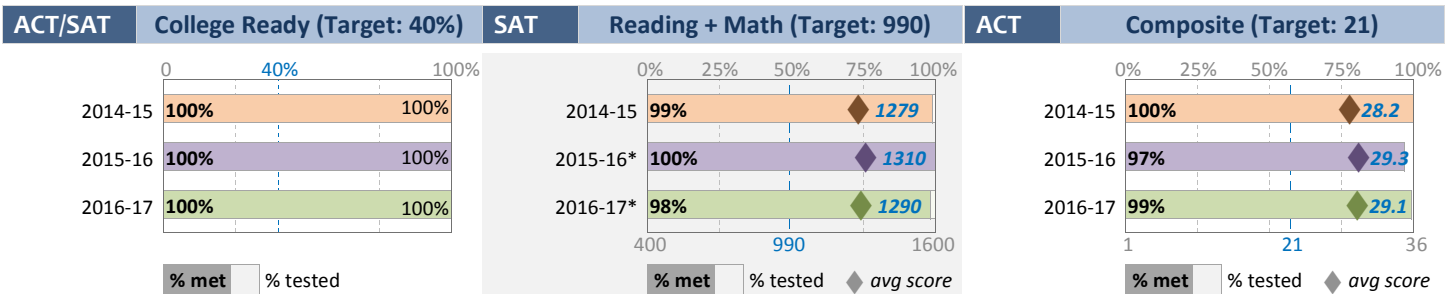 ACT/SAT College Ready (Target: 40%)
0 40% 100%
2014-15 100% 100%
2015-16 100% 100%
2016-17 100% 100%
% met % tested
SAT Reading + Math (Target: 990)
0% 25% 50% 75% 100%
2014-15 99% 1279
2015-16* 100% 1310
2016-17* 98% 1290
400 990 1600
% met % tested avg score
ACT Composite (Target: 21)
0% 25% 50% 75% 100%
2014-15 100% 28.2
2015-16 97% 29.3
2016-17 99% 29.1
1 21 36
% met % tested avg score